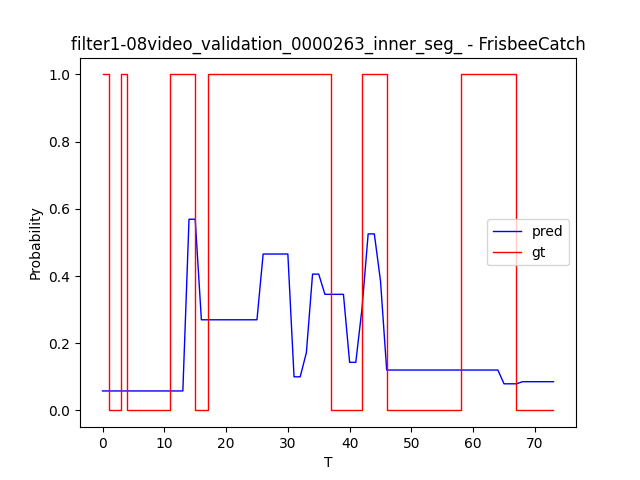 filter1-08video_validation_0000263_inner_seg_ - FrisbeeCatch
1.0
0.8
0.6
0.4
0.2
0.0
Probability
pred
gt
0 10 20 30 40 50 60 70
T